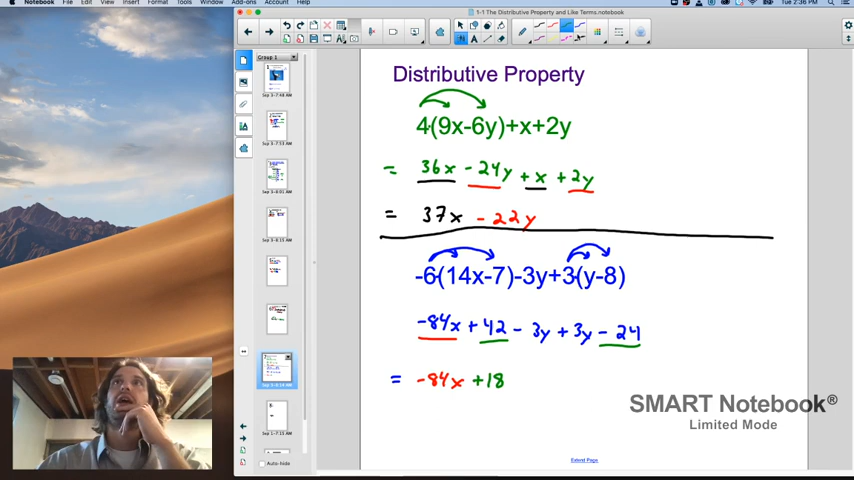 Notebook File Edit View Insert Format Tools Window Add-ons Account Help
Tue 2:36 PM
1-1 The Distributive Property and Like Terms.notebook
Group 1
Distributive Property
4(9x-6y)+x+2y
= 36x - 24y + x + 2y
= 37x - 22y
-6(14x-7)-3y+3(y-8)
-84x + 42 - 3y + 3y - 24
= -84x +18
SMART Notebook®
Limited Mode
Auto-hide
Extend Page